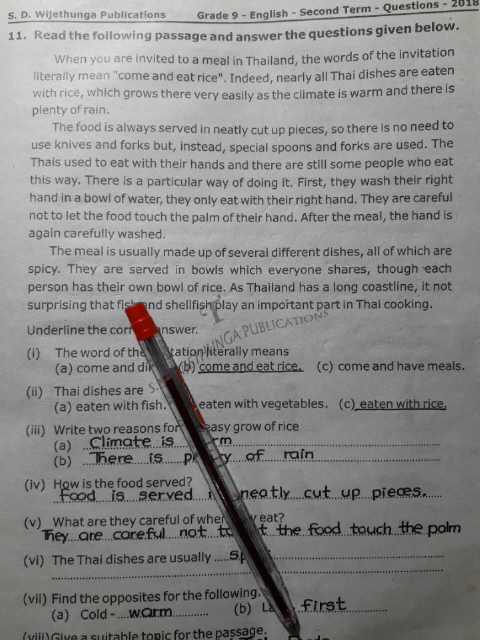 S. D. Wijethunga Publications Grade 9 - English - Second Term - Questions - 2018
11. Read the following passage and answer the questions given below.
When you are invited to a meal in Thailand, the words of the invitation
literally mean "come and eat rice". Indeed, nearly all Thai dishes are eaten
with rice, which grows there very easily as the climate is warm and there is
plenty of rain.
The food is always served in neatly cut up pieces, so there is no need to
use knives and forks but, instead, special spoons and forks are used. The
Thais used to eat with their hands and there are still some people who eat
this way. There is a particular way of doing it. First, they wash their right
hand in a bowl of water, they only eat with their right hand. They are careful
not to let the food touch the palm of their hand. After the meal, the hand is
again carefully washed.
The meal is usually made up of several different dishes, all of which are
spicy. They are served in bowls which everyone shares, though each
person has their own bowl of rice. As Thailand has a long coastline, it not
surprising that fish and shellfish play an important part in Thai cooking.
Underline the answer.
(i) The word of the literally means
(a) come and (b) come and eat rice. (c) come and have meals.
(ii) Thai dishes are
(a) eaten with fish. eaten with vegetables. (c) eaten with rice.
(iii) Write two reasons for easy grow of rice
(a) Climate is
(b) There is of rain
(iv) How is the food served?
Food is served neatly cut up pieces.
(v) What are they careful of eat?
They are careful not the food touch the palm
(vi) The Thai dishes are usually
(vii) Find the opposites for the following.
(a) Cold - warm (b) first
(viii) Give a suitable topic for the passage.